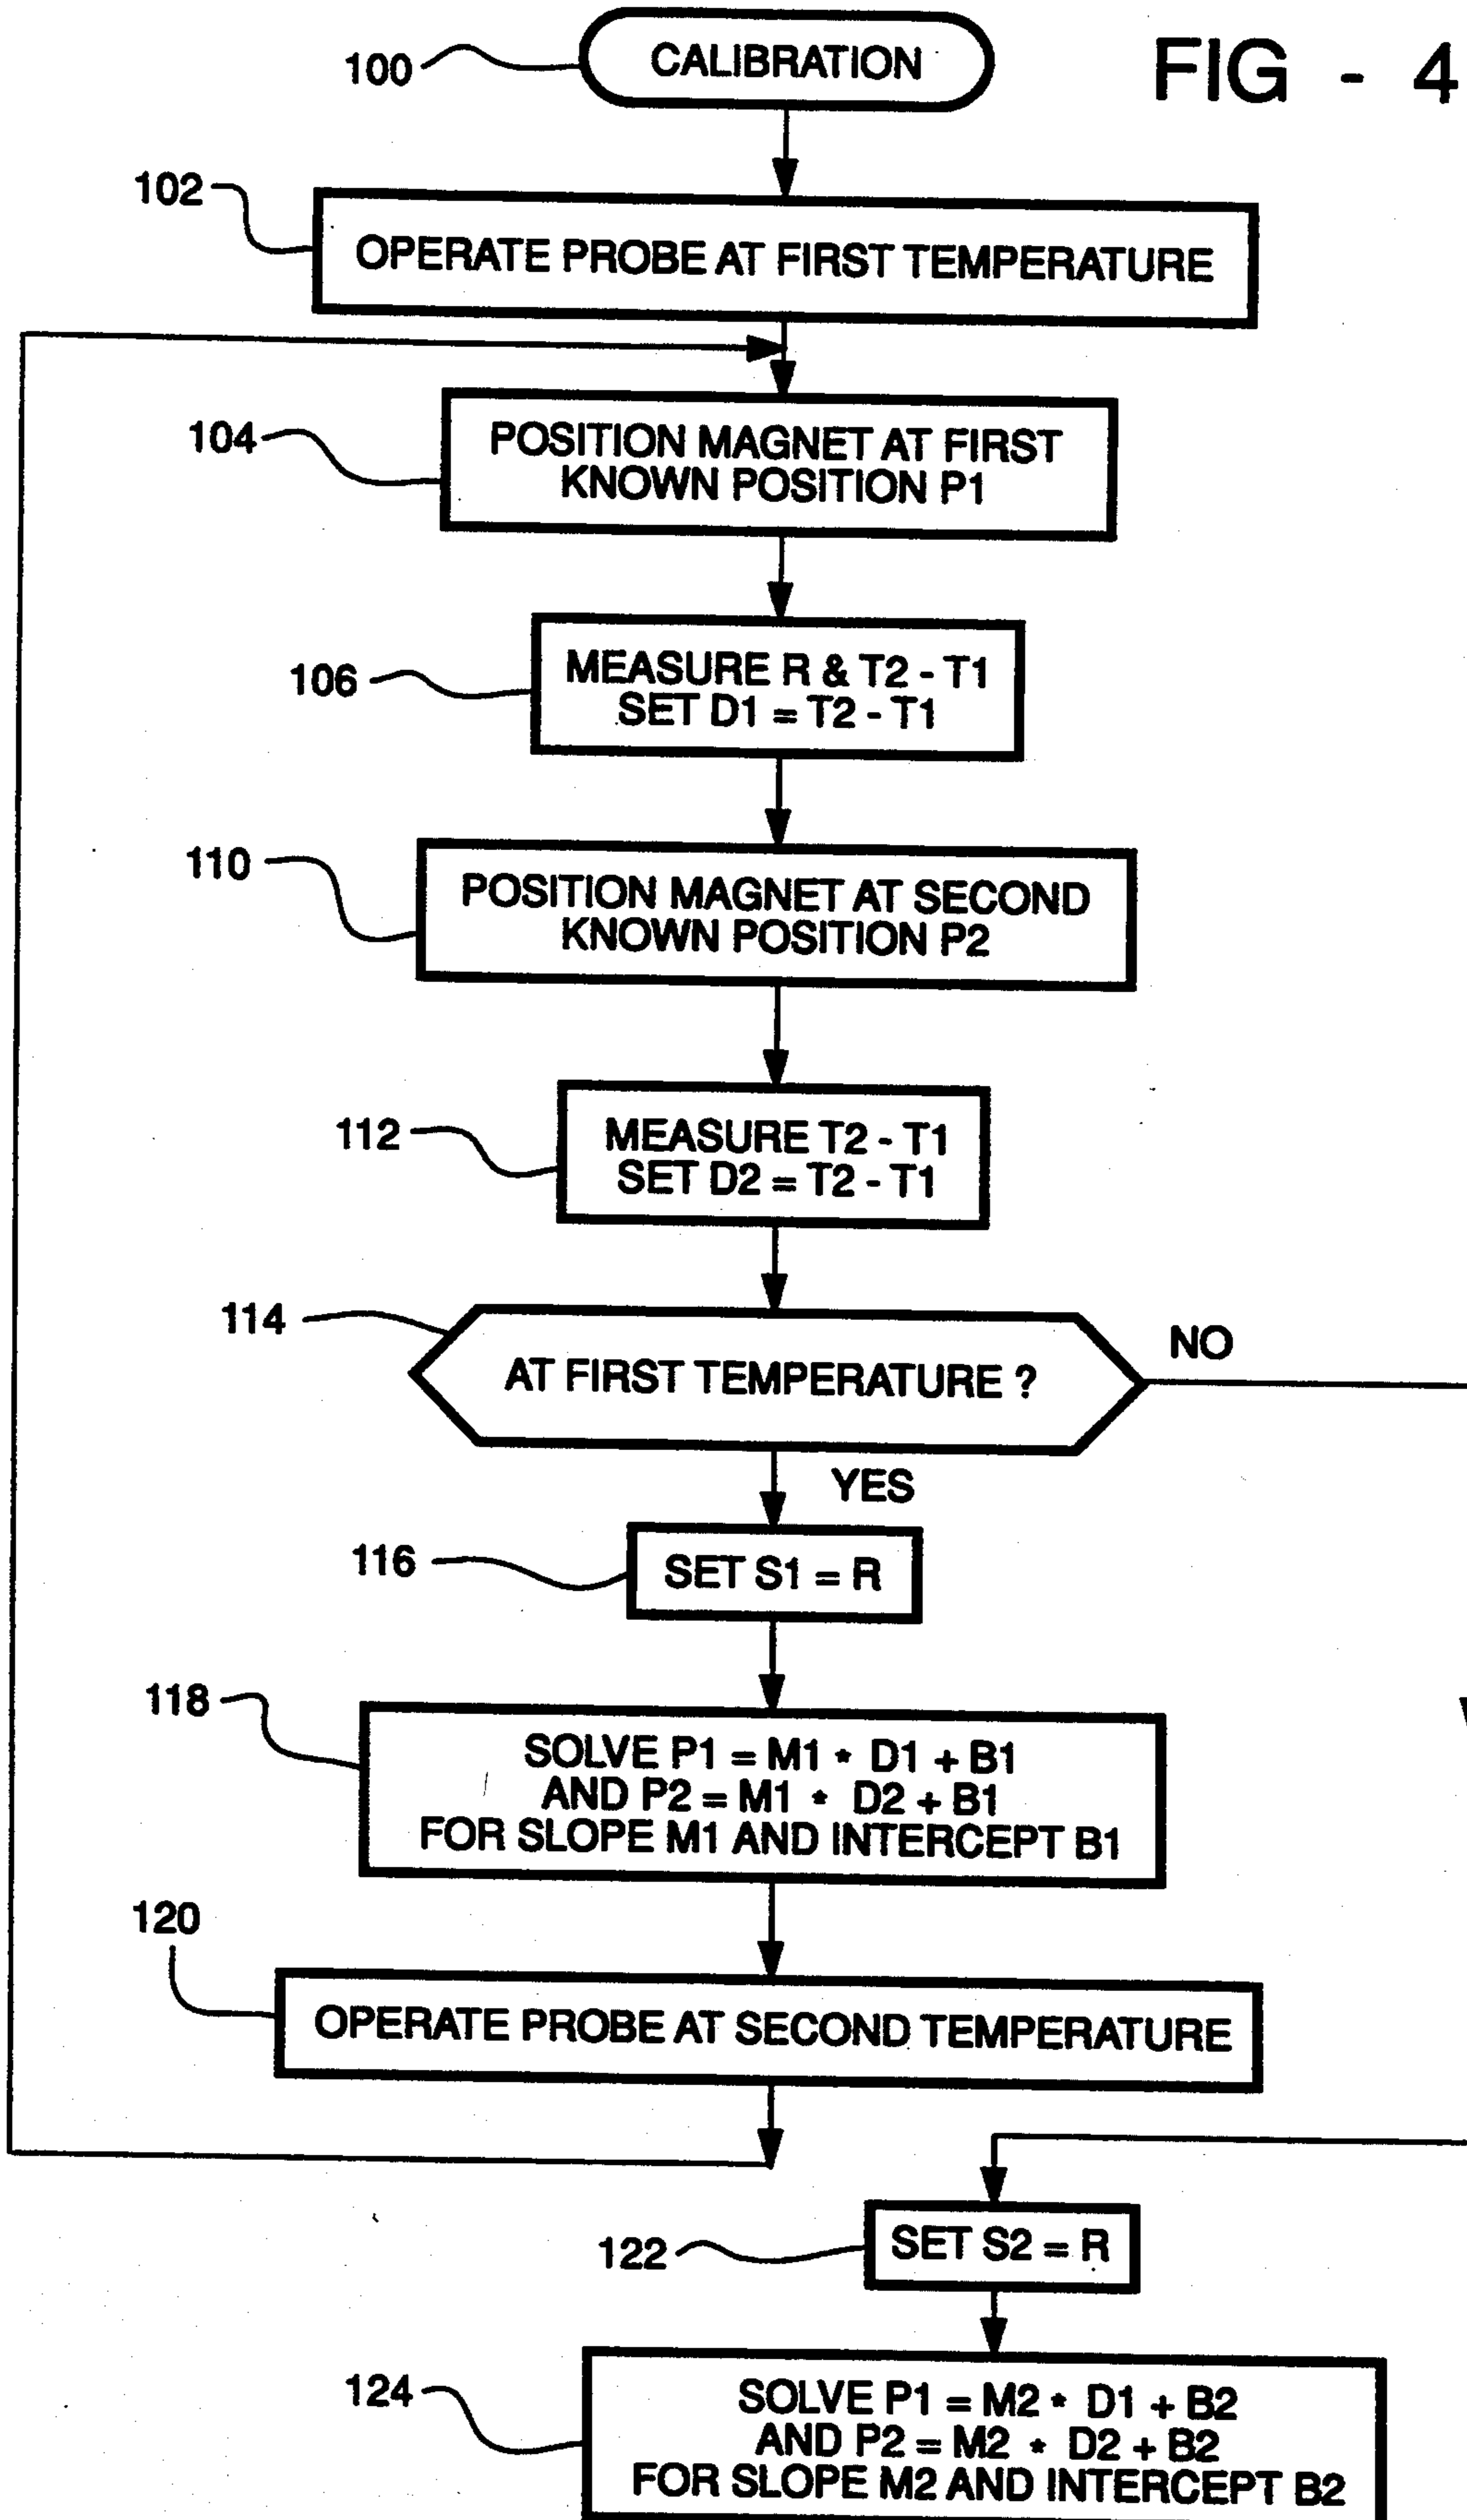 100
CALIBRATION
FIG - 4
102
OPERATE PROBE AT FIRST TEMPERATURE
104
POSITION MAGNET AT FIRST
KNOWN POSITION P1
106
MEASURE R & T2 - T1
SET D1 = T2 - T1
110
POSITION MAGNET AT SECOND
KNOWN POSITION P2
112
MEASURE T2 - T1
SET D2 = T2 - T1
114
AT FIRST TEMPERATURE ?
NO
YES
116
SET S1 = R
118
SOLVE P1 = M1 * D1 + B1
AND P2 = M1 * D2 + B1
FOR SLOPE M1 AND INTERCEPT B1
120
OPERATE PROBE AT SECOND TEMPERATURE
122
SET S2 = R
124
SOLVE P1 = M2 * D1 + B2
AND P2 = M2 * D2 + B2
FOR SLOPE M2 AND INTERCEPT B2